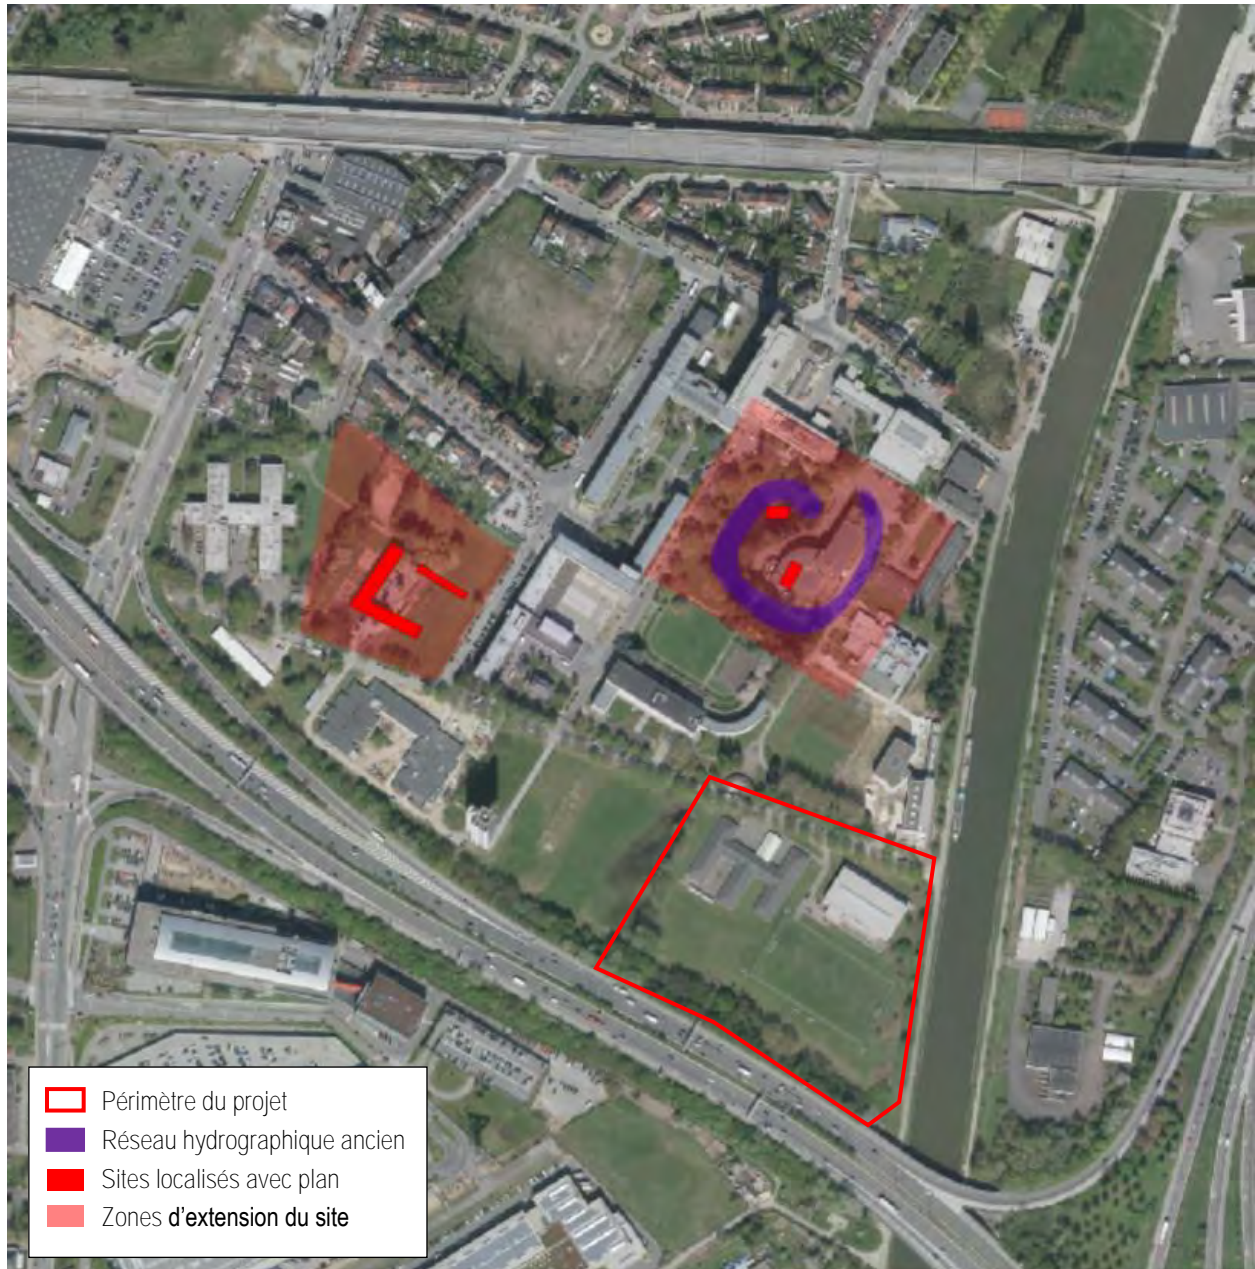 Périmètre du projet
Réseau hydrographique ancien
Sites localisés avec plan
Zones d'extension du site